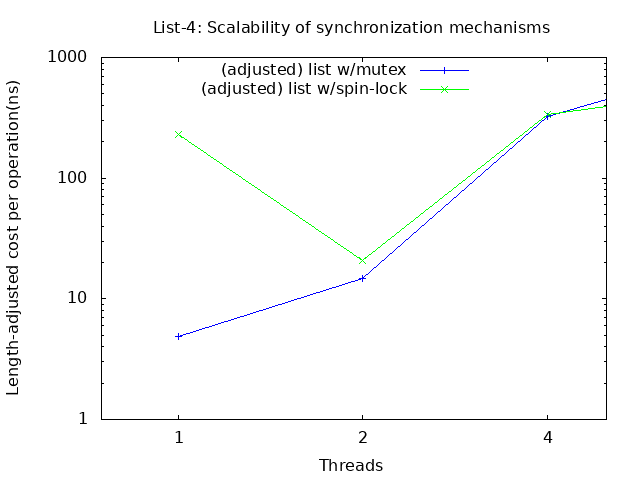 List-4: Scalability of synchronization mechanisms
1000
100
10
1
Length-adjusted cost per operation(ns)
(adjusted) list w/mutex
(adjusted) list w/spin-lock
1 2 4
Threads